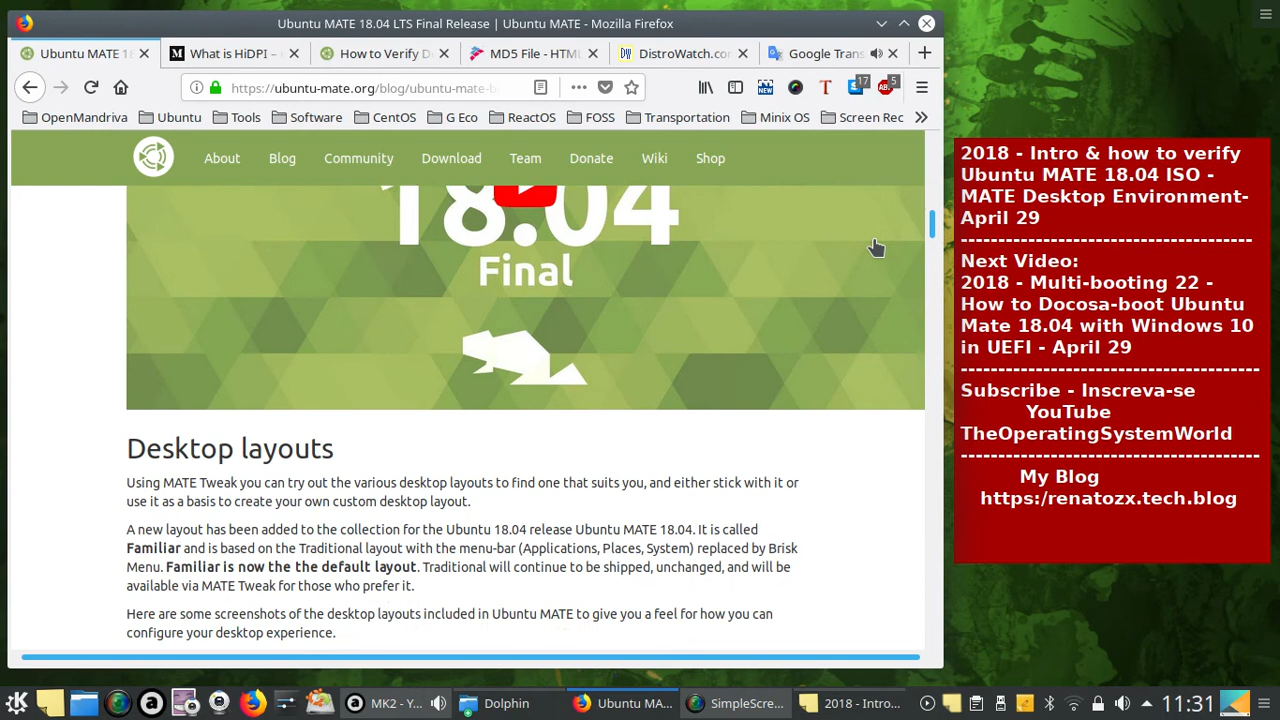 Ubuntu MATE 18.04 LTS Final Release | Ubuntu MATE - Mozilla Firefox
Ubuntu MATE 18
What is HiDPI –
How to Verify D
MD5 File - HTML
DistroWatch.co
Google Trans
https://ubuntu-mate.org/blog/ubuntu-mate-b
NEW
T
17
ABP
5
OpenMandriva
Ubuntu
Tools
Software
CentOS
G Eco
ReactOS
FOSS
Transportation
Minix OS
Screen Rec
About
Blog
Community
Download
Team
Donate
Wiki
Shop
18.04
Final
Desktop layouts
Using MATE Tweak you can try out the various desktop layouts to find one that suits you, and either stick with it or
use it as a basis to create your own custom desktop layout.
A new layout has been added to the collection for the Ubuntu 18.04 release Ubuntu MATE 18.04. It is called
Familiar and is based on the Traditional layout with the menu-bar (Applications, Places, System) replaced by Brisk
Menu. Familiar is now the the default layout. Traditional will continue to be shipped, unchanged, and will be
available via MATE Tweak for those who prefer it.
Here are some screenshots of the desktop layouts included in Ubuntu MATE to give you a feel for how you can
configure your desktop experience.
2018 - Intro & how to verify
Ubuntu MATE 18.04 ISO -
MATE Desktop Environment-
April 29
------------------------------------
Next Video:
2018 - Multi-booting 22 -
How to Docosa-boot Ubuntu
Mate 18.04 with Windows 10
in UEFI - April 29
-------------------------------------
Subscribe - Inscreva-se
YouTube
TheOperatingSystemWorld
-------------------------------------
My Blog
https:/renatozx.tech.blog
MK2 - Y...
Dolphin
Ubuntu MA...
SimpleScre...
2018 - Intro...
11:31